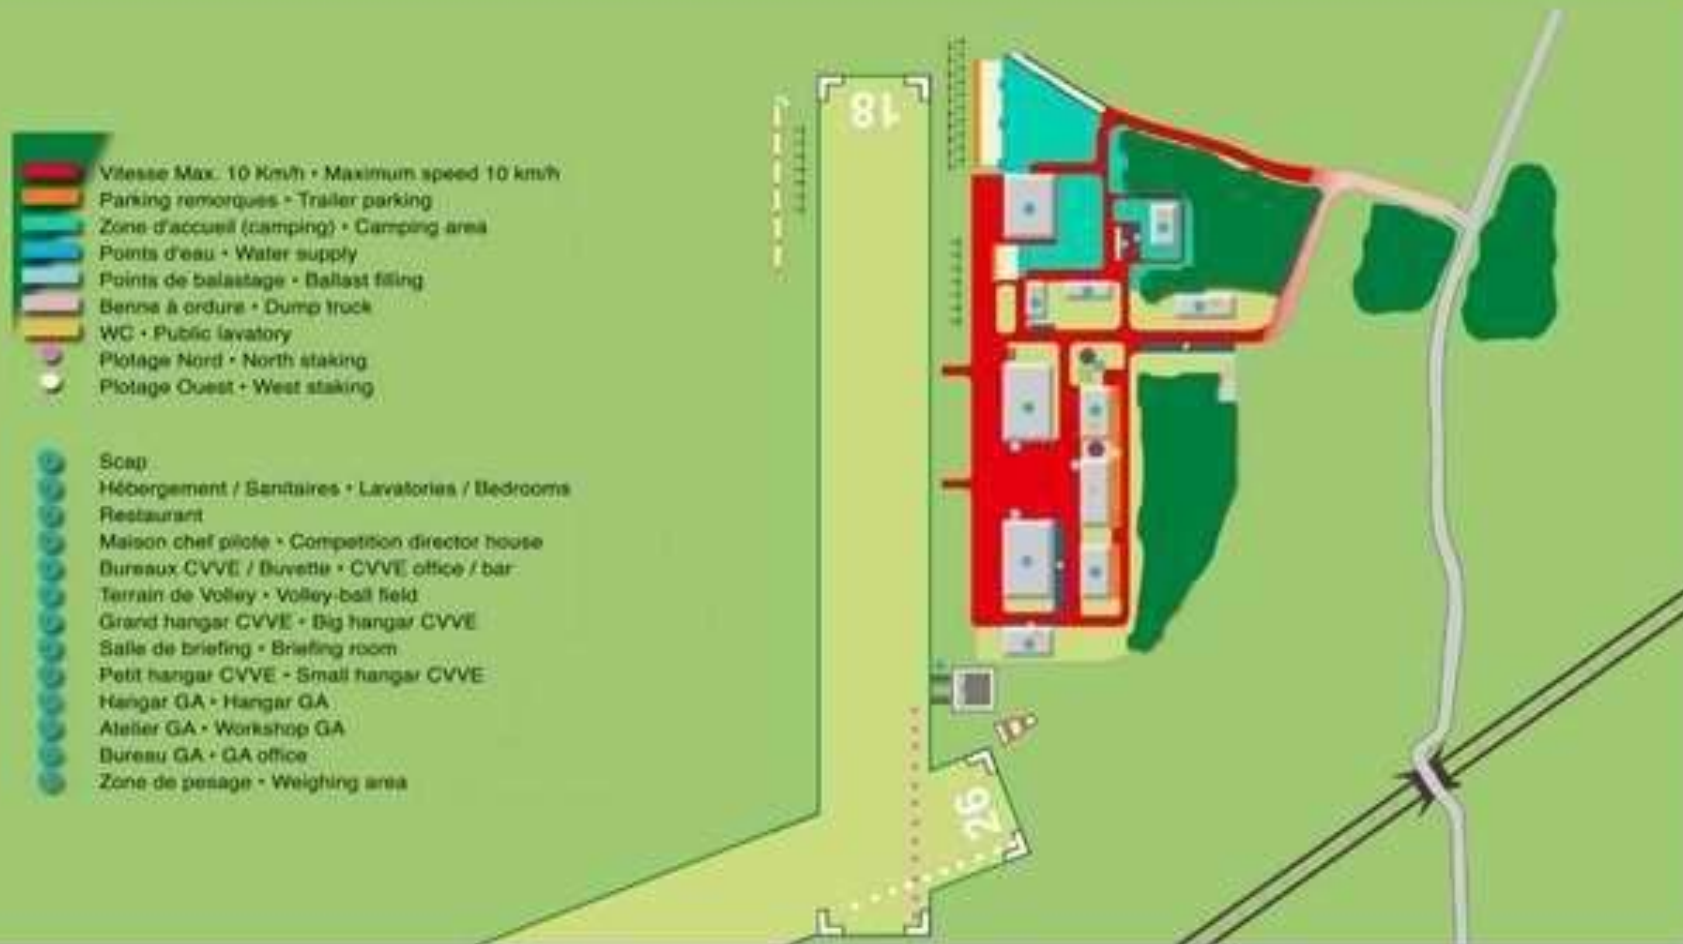 18
Vitesse Max. 10 Km/h • Maximum speed 10 km/h
Parking remorques • Trailer parking
Zone d'accueil (camping) • Camping area
Points d'eau • Water supply
Points de balastage • Ballast filling
Benne à ordure • Dump truck
WC • Public lavatory
Plotage Nord • North staking
Plotage Ouest • West staking
Scap
Hébergement / Sanitaires • Lavatories / Bedrooms
Restaurant
Maison chef pilote • Competition director house
Bureaux CVVE / Buvette • CVVE office / bar
Terrain de Volley • Volley-ball field
Grand hangar CVVE • Big hangar CVVE
Salle de briefing • Briefing room
Petit hangar CVVE • Small hangar CVVE
Hangar GA • Hangar GA
Atelier GA • Workshop GA
Bureau GA • GA office
Zone de pesage • Weighing area
26